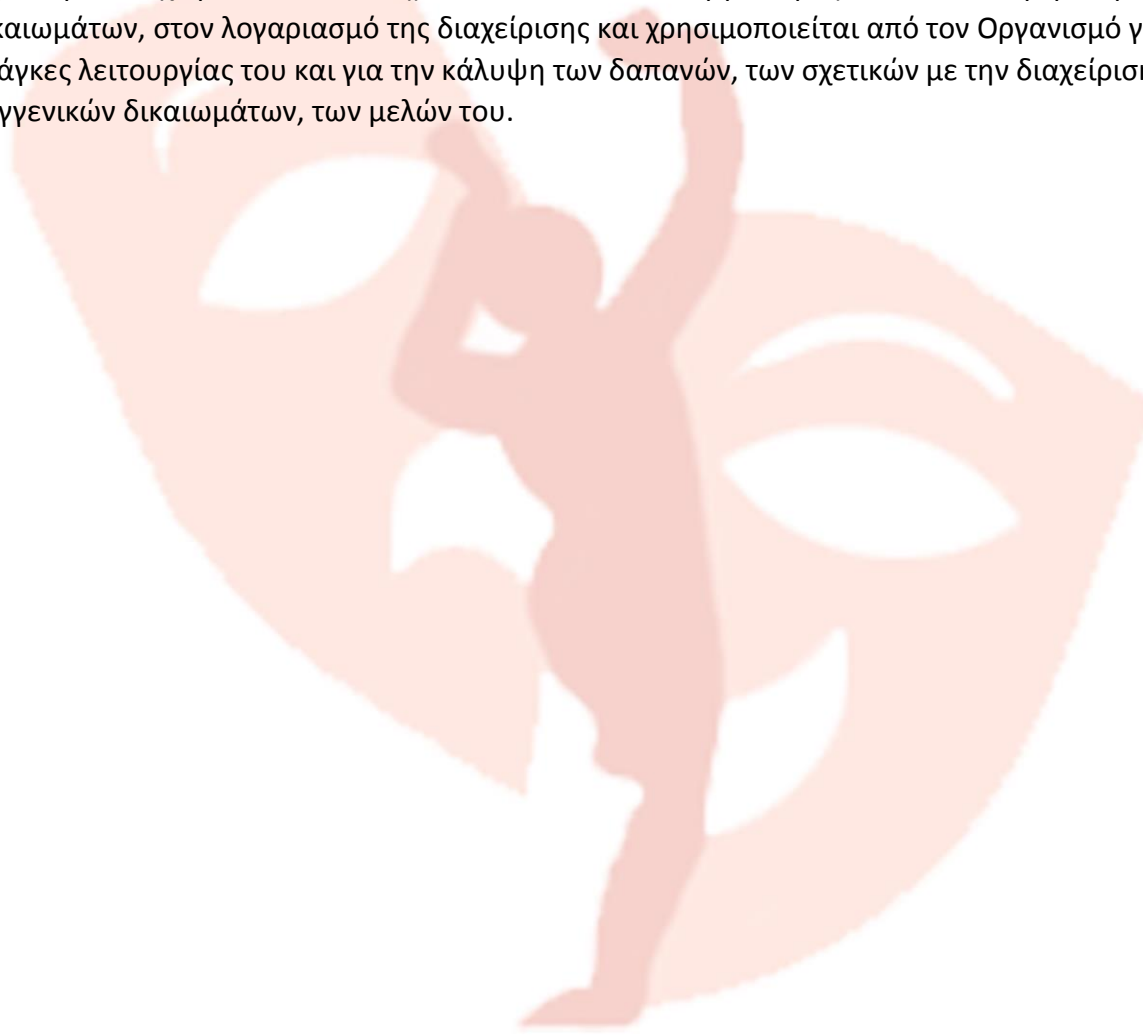 καιωμάτων, στον λογαριασμό της διαχείρισης και χρησιμοποιείται από τον Οργανισμό γ
άγκες λειτουργίας του και για την κάλυψη των δαπανών, των σχετικών με την διαχείριση
γγενικών δικαιωμάτων, των μελών του.